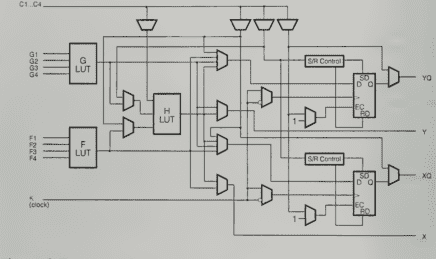 C1...C4
G1
G2
G3
G4
G
LUT
F1
F2
F3
F4
F
LUT
H
LUT
K
(clock)
S/R Control
SD
D Q
>
EC
RD
1
YQ
Y
S/R Control
SD
D Q
>
EC
RD
1
XQ
X